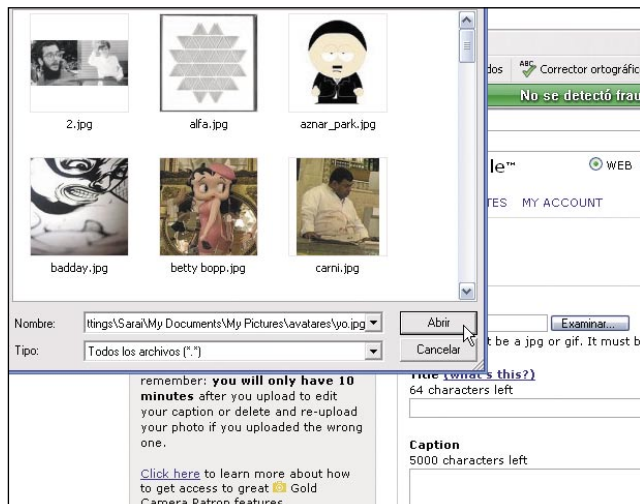 2.jpg
alfa.jpg
aznar_park.jpg
badday.jpg
betty bopp.jpg
carni.jpg
Nombre:
ttings\Sarai\My Documents\My Pictures\avatares\yo.jpg
Abrir
Tipo:
Todos los archivos (*.*)
Cancelar
dos
ABC
Corrector ortográfic
No se detectó frau
le™
WEB
TES
MY ACCOUNT
Examinar...
t be a jpg or gif. It must b
Title (what's this?)
64 characters left
Caption
5000 characters left
remember: you will only have 10
minutes after you upload to edit
your caption or delete and re-upload
your photo if you uploaded the wrong
one.
Click here to learn more about how
to get access to great Gold
Camera Patron features